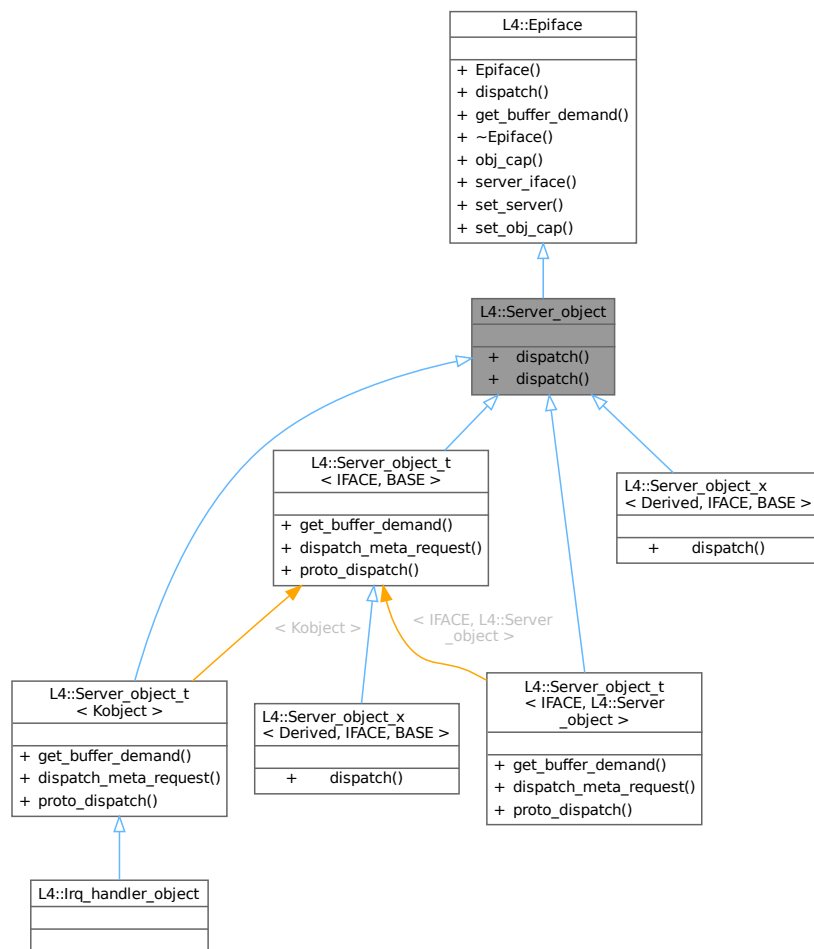 L4::Epiface
+ Epiface()
+ dispatch()
+ get_buffer_demand()
+ ~Epiface()
+ obj_cap()
+ server_iface()
+ set_server()
+ set_obj_cap()
L4::Server_object
+ dispatch()
+ dispatch()
L4::Server_object_t
< IFACE, BASE >
+ get_buffer_demand()
+ dispatch_meta_request()
+ proto_dispatch()
L4::Server_object_x
< Derived, IFACE, BASE >
+ dispatch()
< Kobject >
< IFACE, L4::Server
_object >
L4::Server_object_t
< Kobject >
+ get_buffer_demand()
+ dispatch_meta_request()
+ proto_dispatch()
L4::Server_object_x
< Derived, IFACE, BASE >
+ dispatch()
L4::Server_object_t
< IFACE, L4::Server
_object >
+ get_buffer_demand()
+ dispatch_meta_request()
+ proto_dispatch()
L4::Irq_handler_object